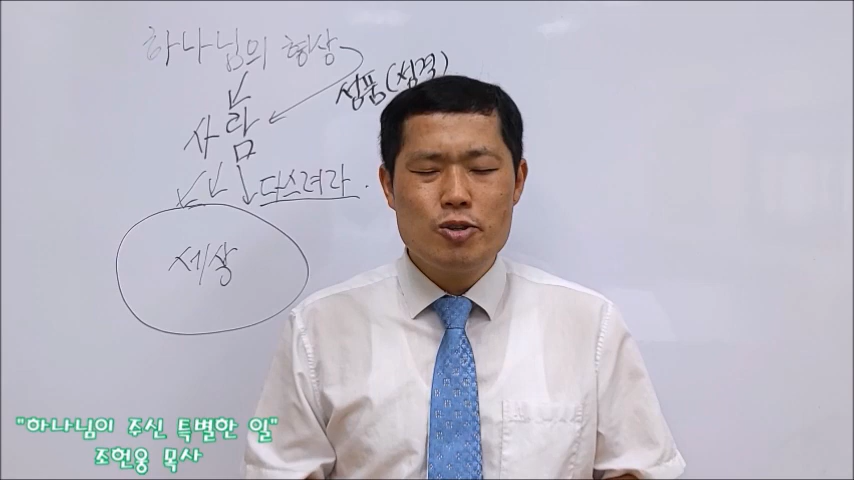 하나님의 형상
성품(성격)
사람
다스려라.
세상
"하나님이 주신 특별한 일"
조헌웅 목사